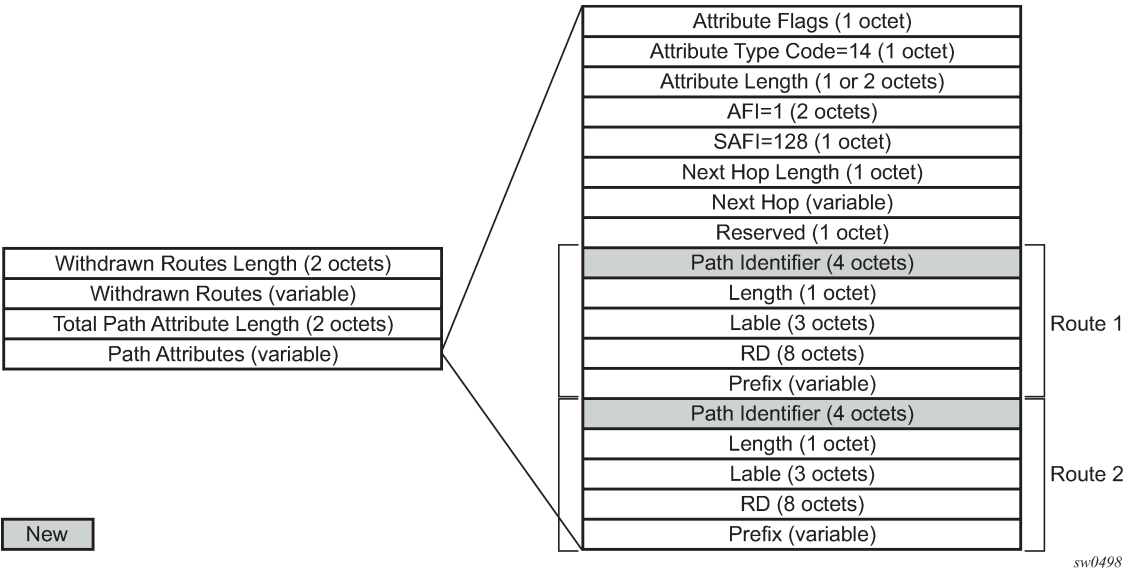 Withdrawn Routes Length (2 octets)
Withdrawn Routes (variable)
Total Path Attribute Length (2 octets)
Path Attributes (variable)
Attribute Flags (1 octet)
Attribute Type Code=14 (1 octet)
Attribute Length (1 or 2 octets)
AFI=1 (2 octets)
SAFI=128 (1 octet)
Next Hop Length (1 octet)
Next Hop (variable)
Reserved (1 octet)
Path Identifier (4 octets)
Length (1 octet)
Lable (3 octets)
RD (8 octets)
Prefix (variable)
Route 1
Path Identifier (4 octets)
Length (1 octet)
Lable (3 octets)
RD (8 octets)
Prefix (variable)
Route 2
New
sw0498